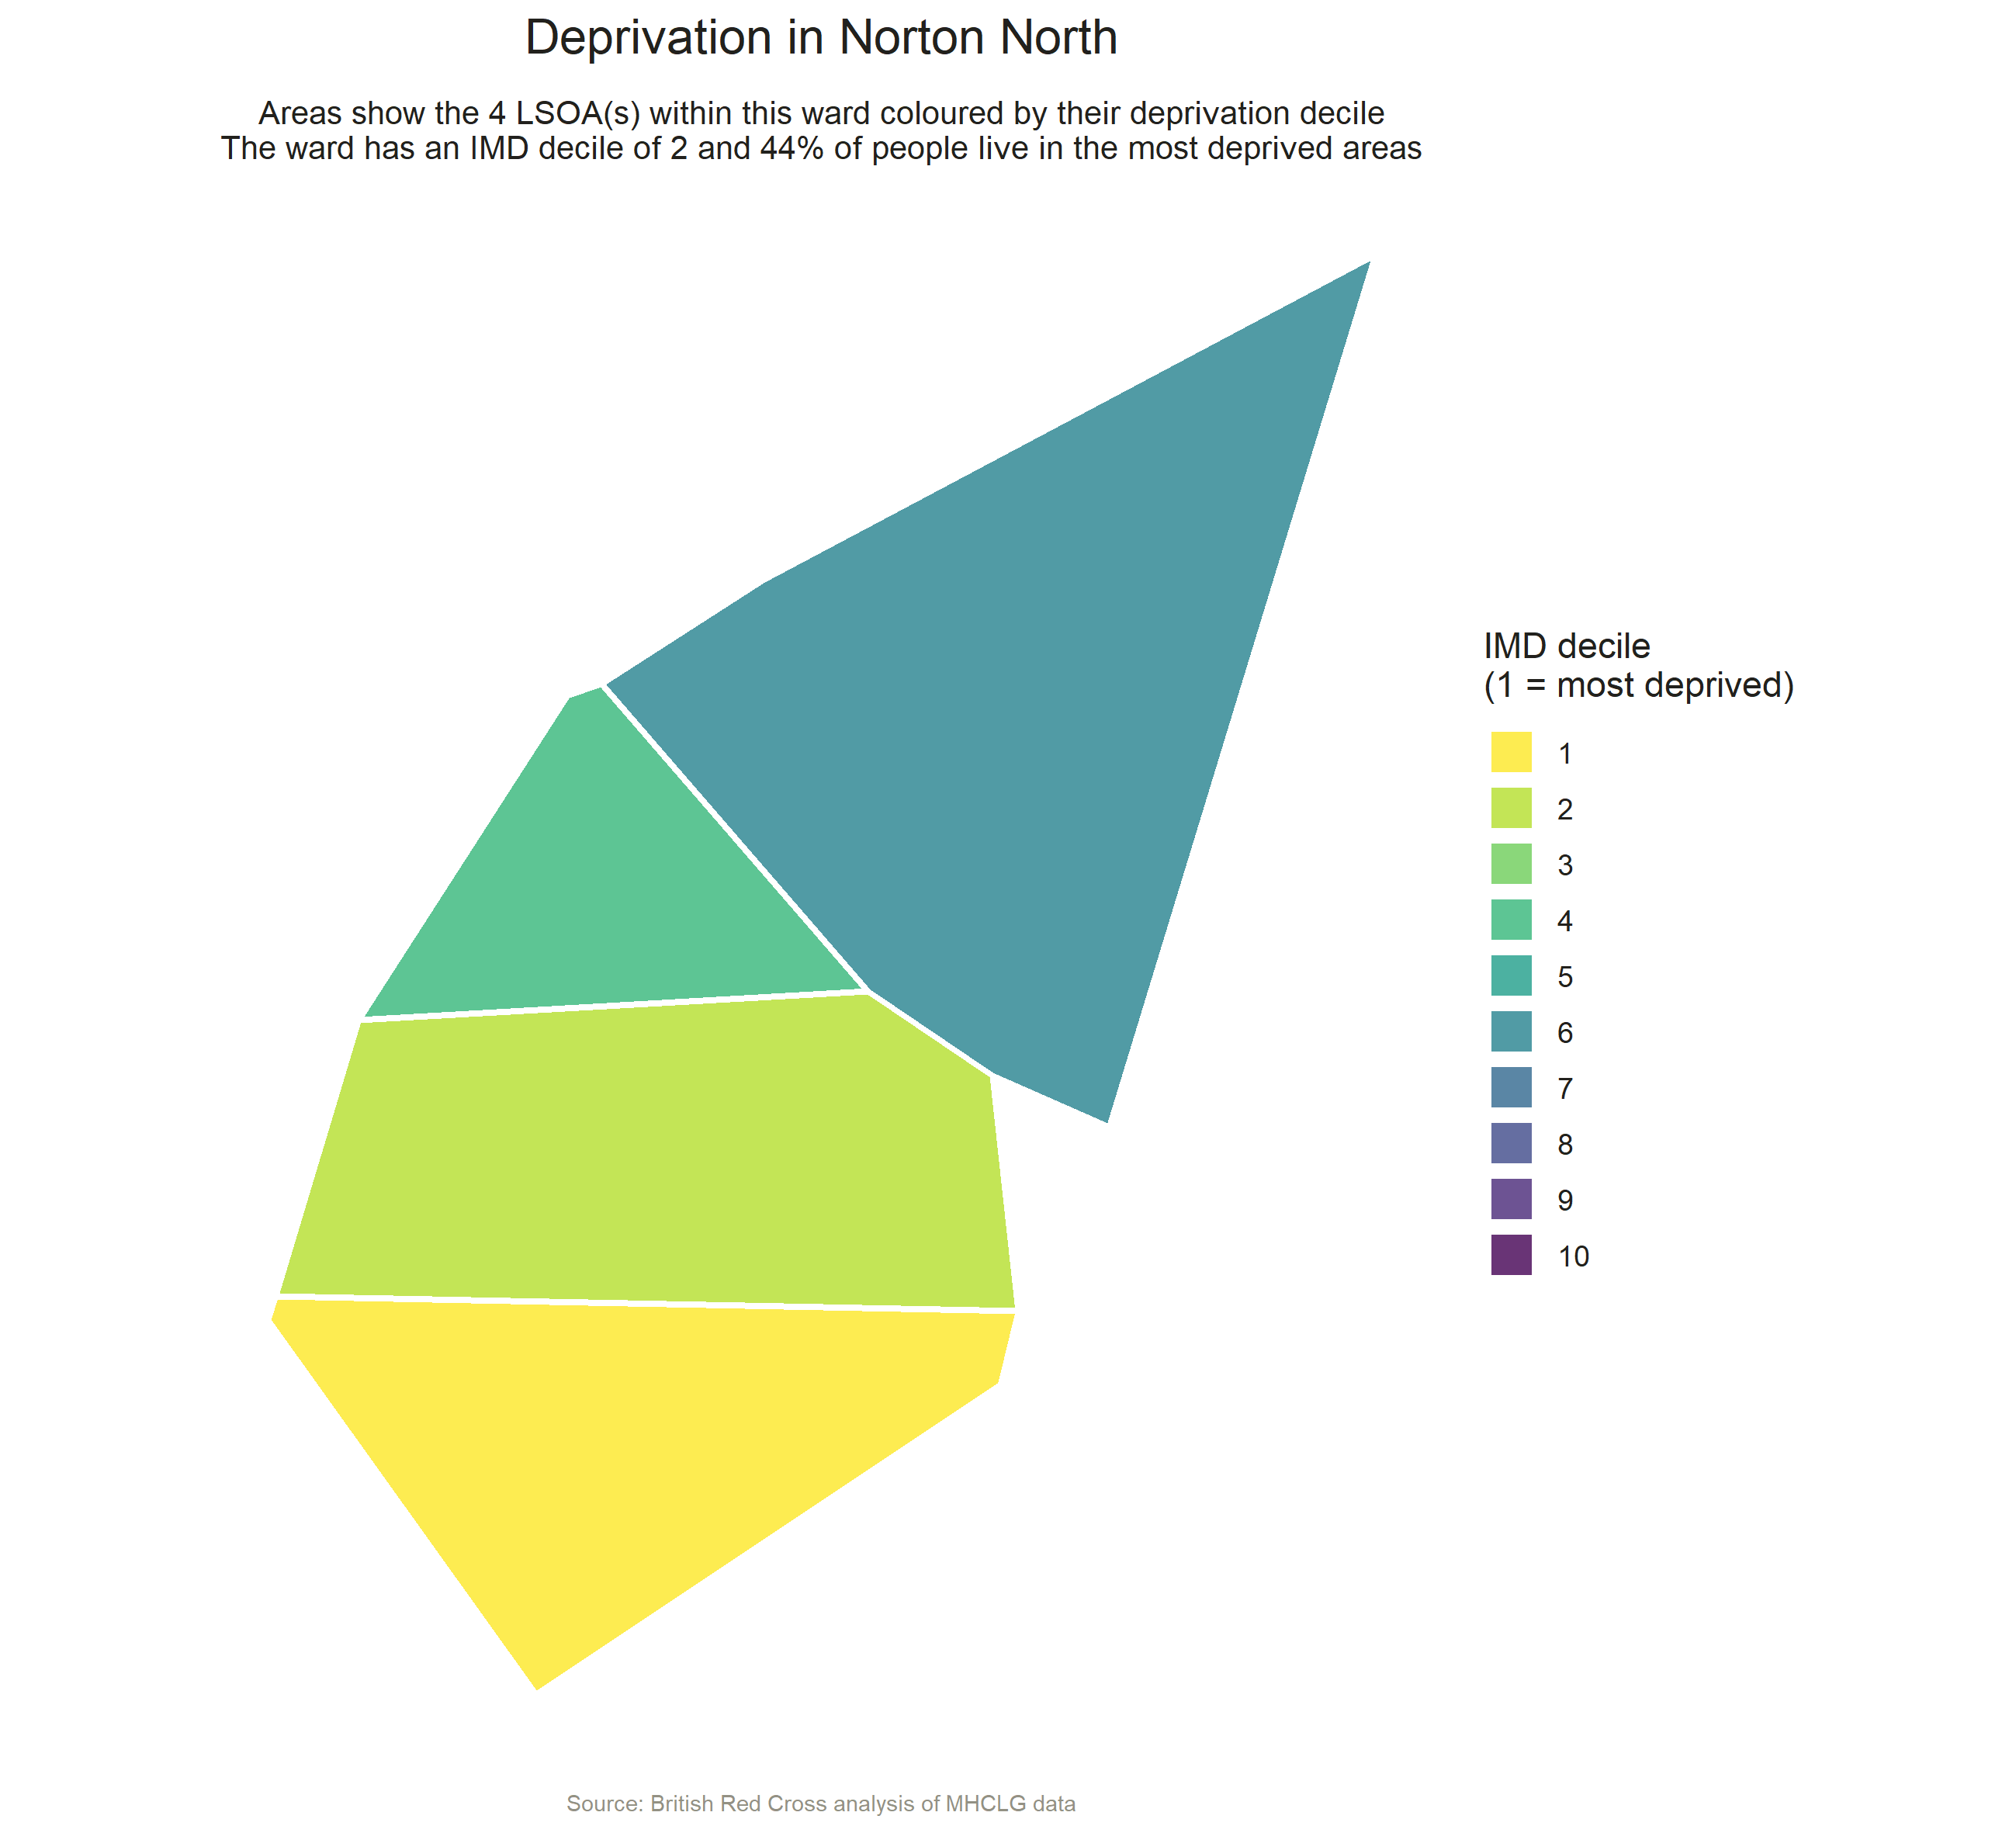 Deprivation in Norton North
Areas show the 4 LSOA(s) within this ward coloured by their deprivation decile
The ward has an IMD decile of 2 and 44% of people live in the most deprived areas
IMD decile
(1 = most deprived)
1
2
3
4
5
6
7
8
9
10
Source: British Red Cross analysis of MHCLG data